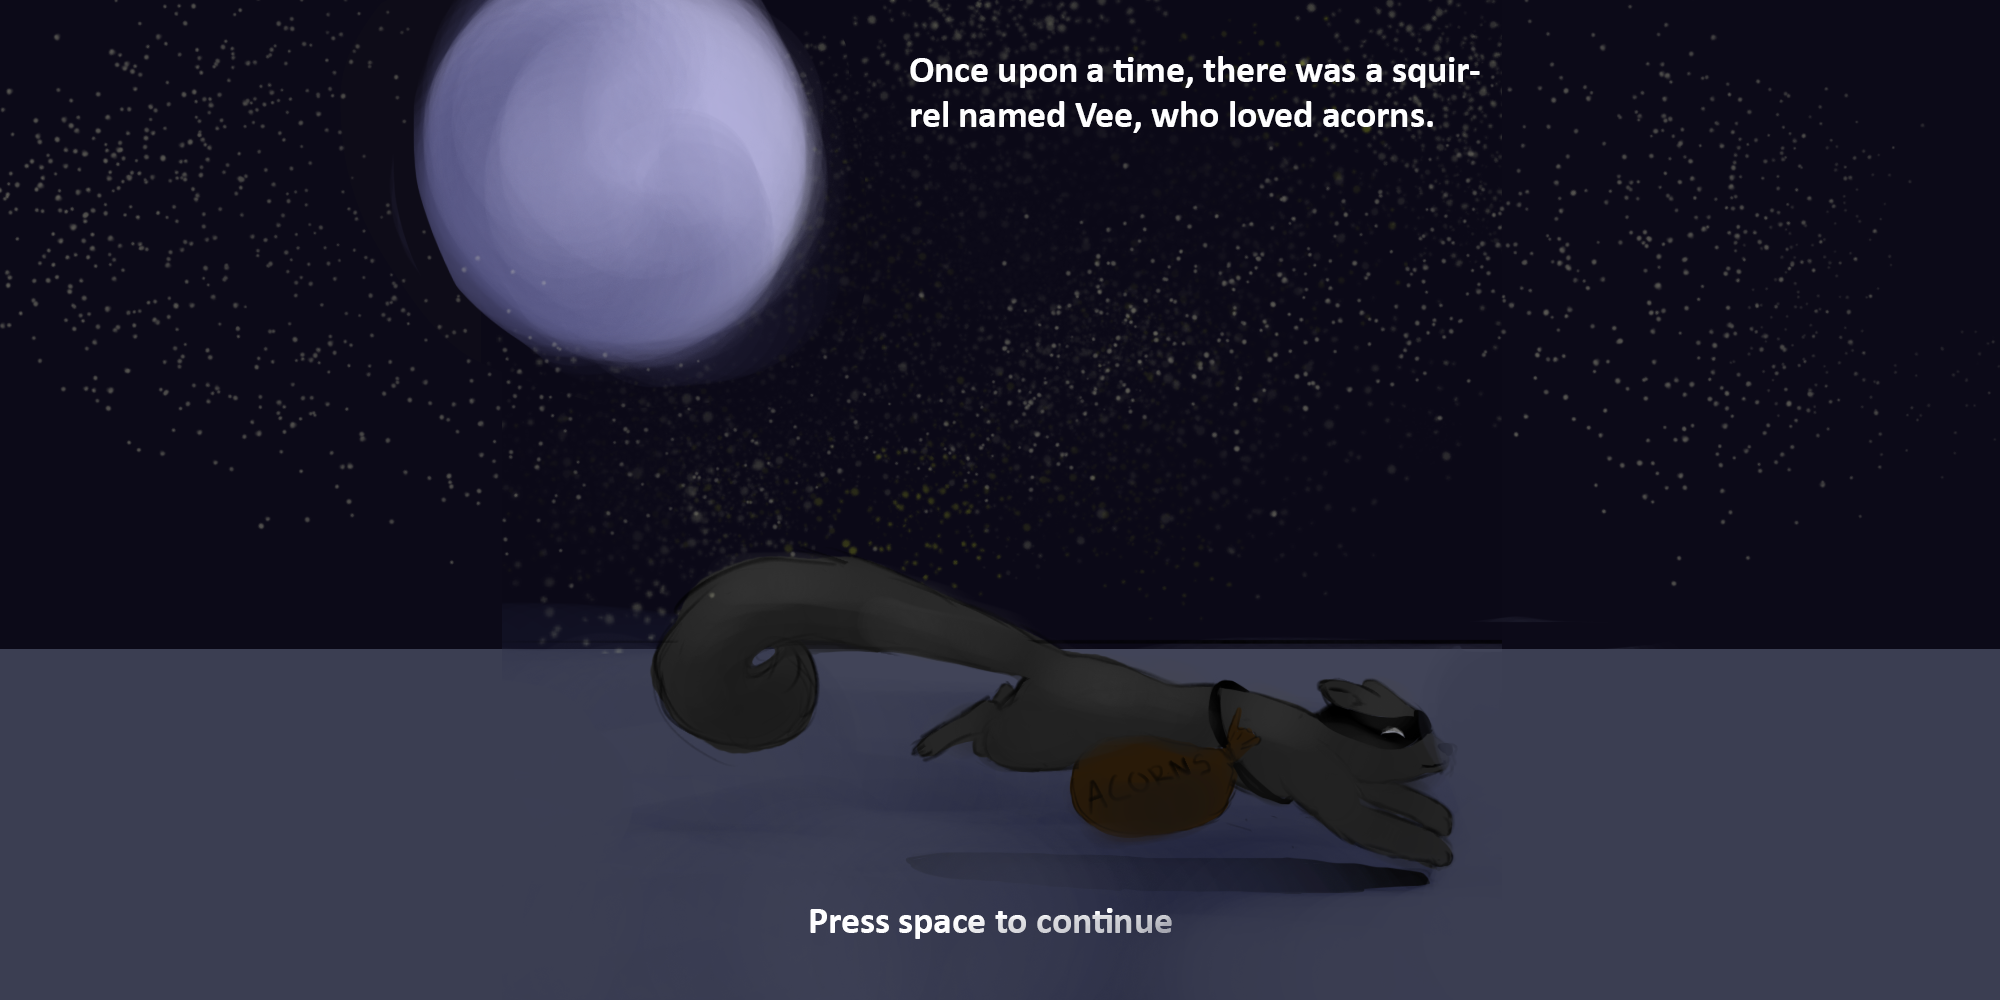 Once upon a time, there was a squir-
rel named Vee, who loved acorns.
ACORNS
Press space to continue